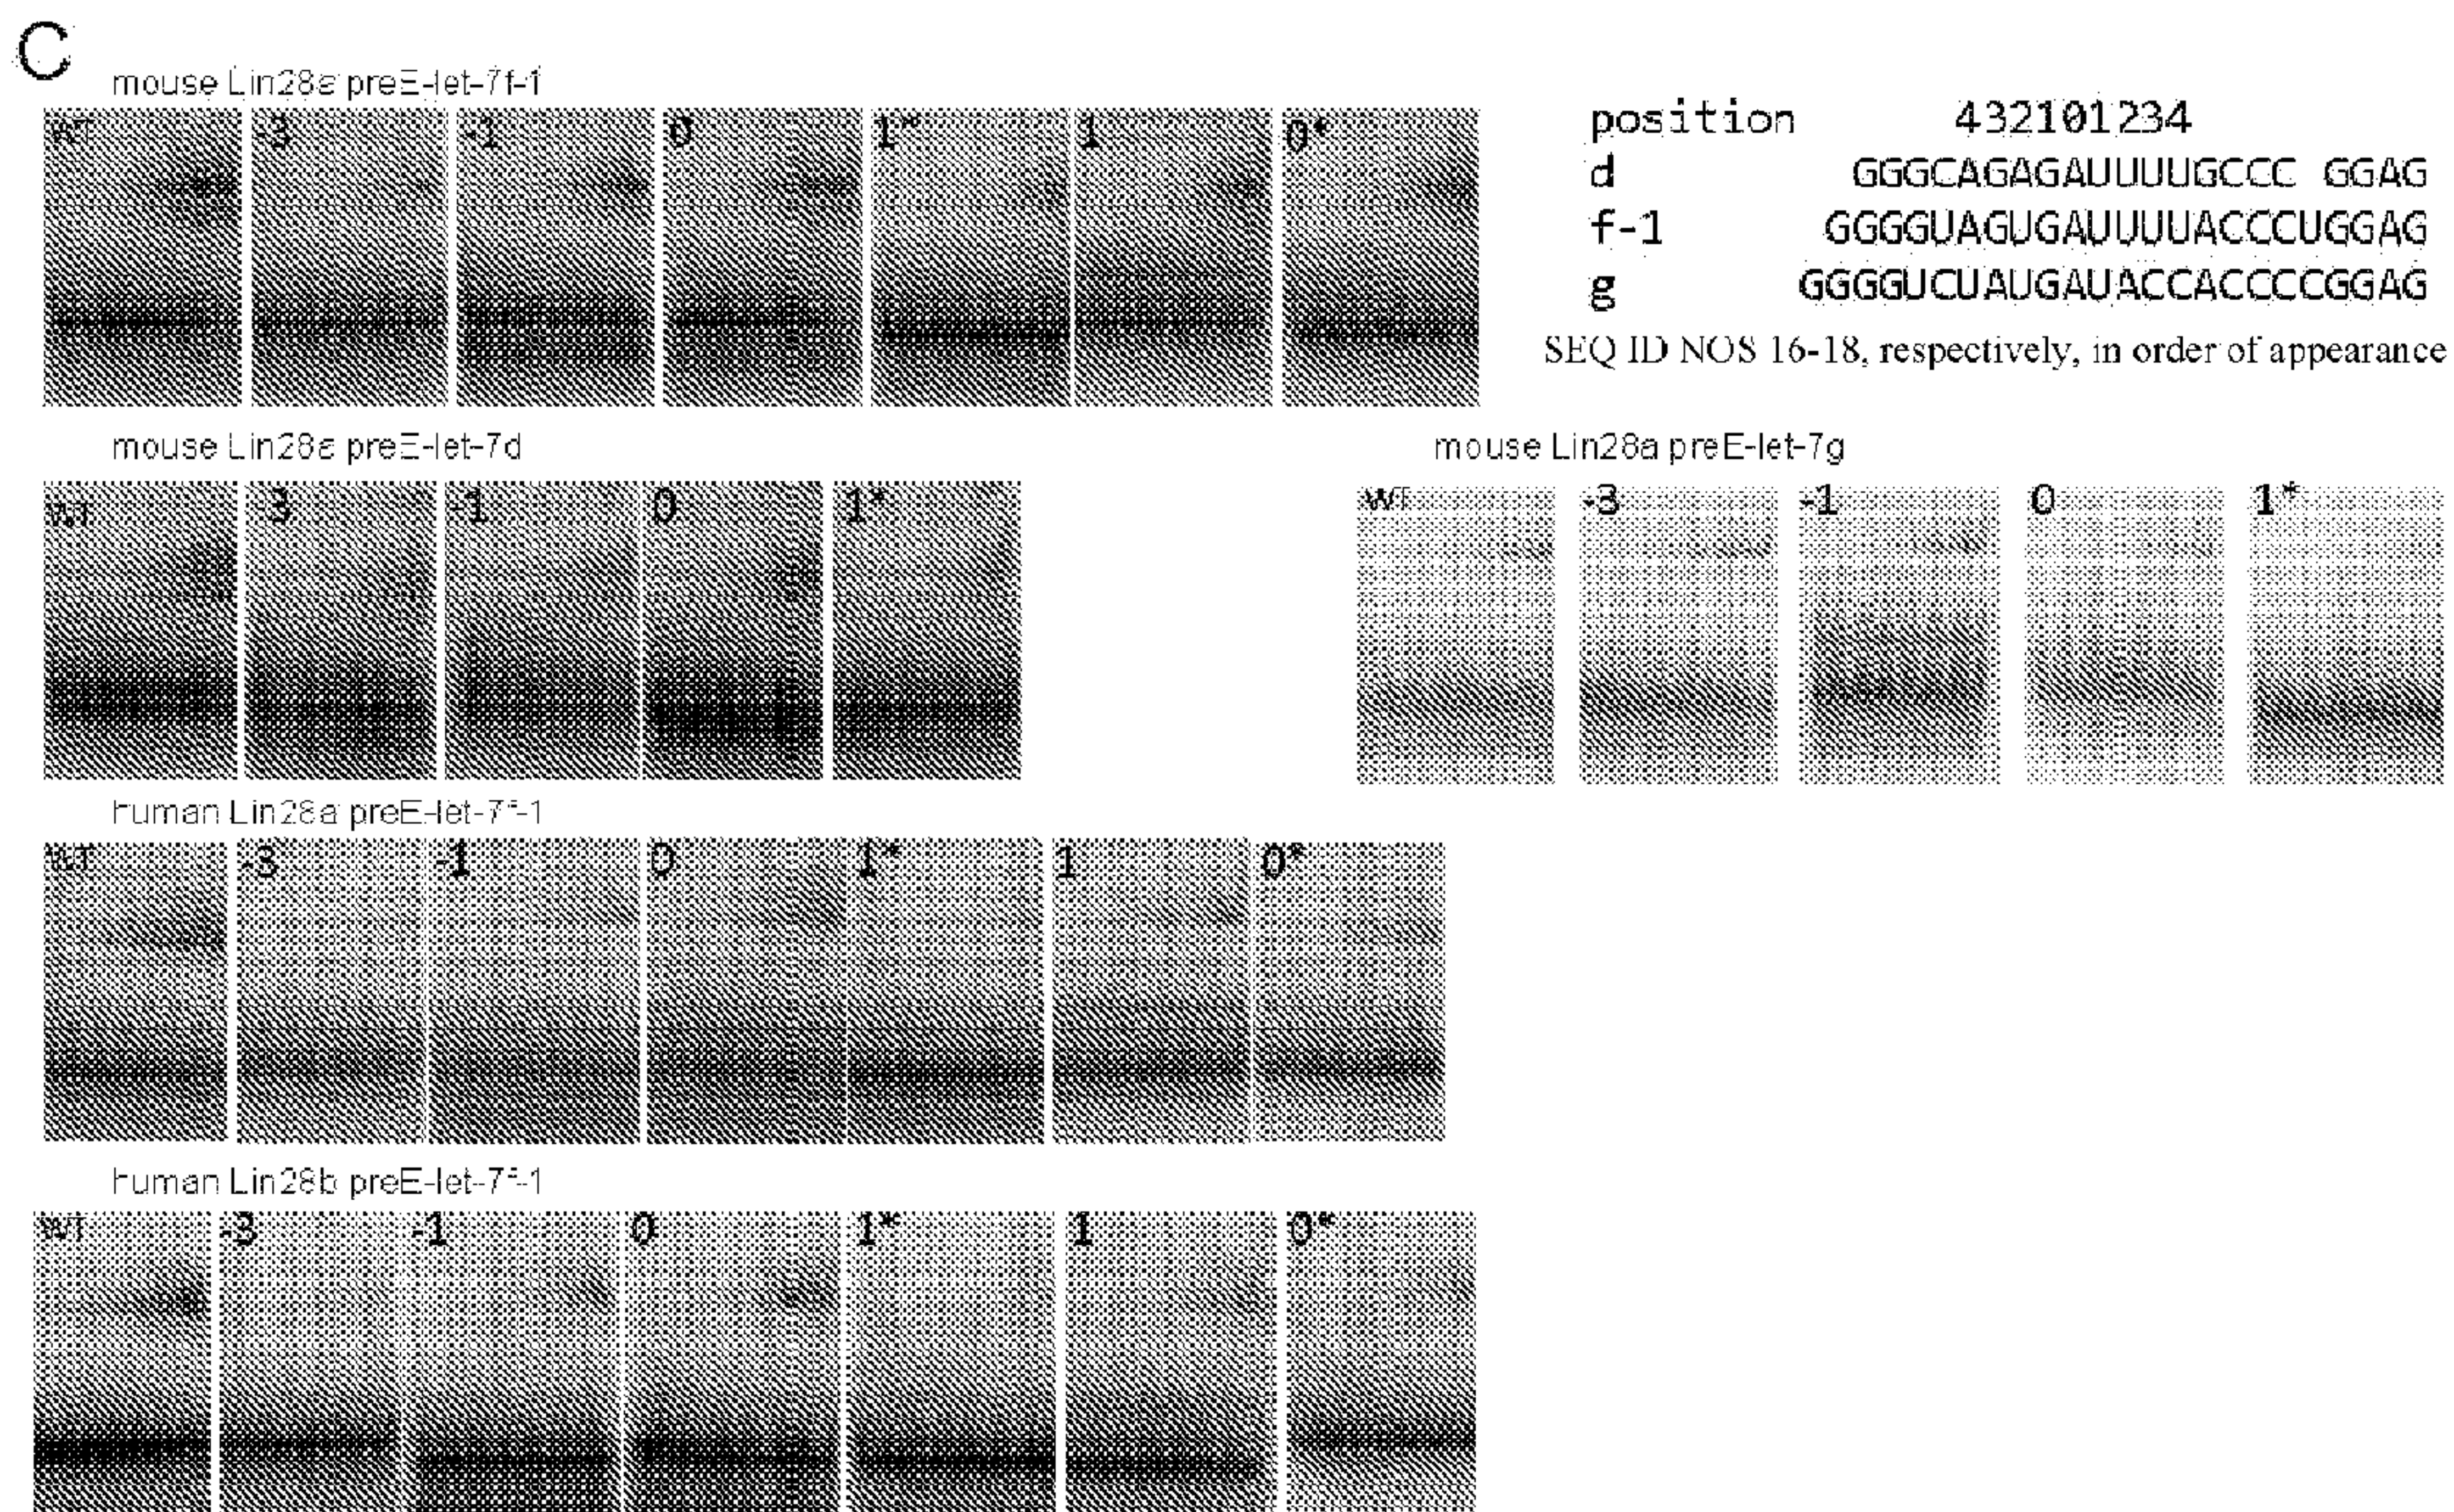 C
mouse Lin28a preE-let-7f-1
WT -3 -1 0 1* 1 0*
position 432101234
d GGGCAGAGAUUUUGCCC GGAG
f-1 GGGGUAGUGAUUUUACCCUGGAG
g GGGGUCUAUGAUACCACCCCGGAG
SEQ ID NOS 16-18, respectively, in order of appearance
mouse Lin28a preE-let-7d
WT -3 -1 0 1*
mouse Lin28a preE-let-7g
WT -3 -1 0 1*
human Lin28a preE-let-7f-1
WT -3 -1 0 1* 1 0*
human Lin28b preE-let-7f-1
WT -3 -1 0 1* 1 0*